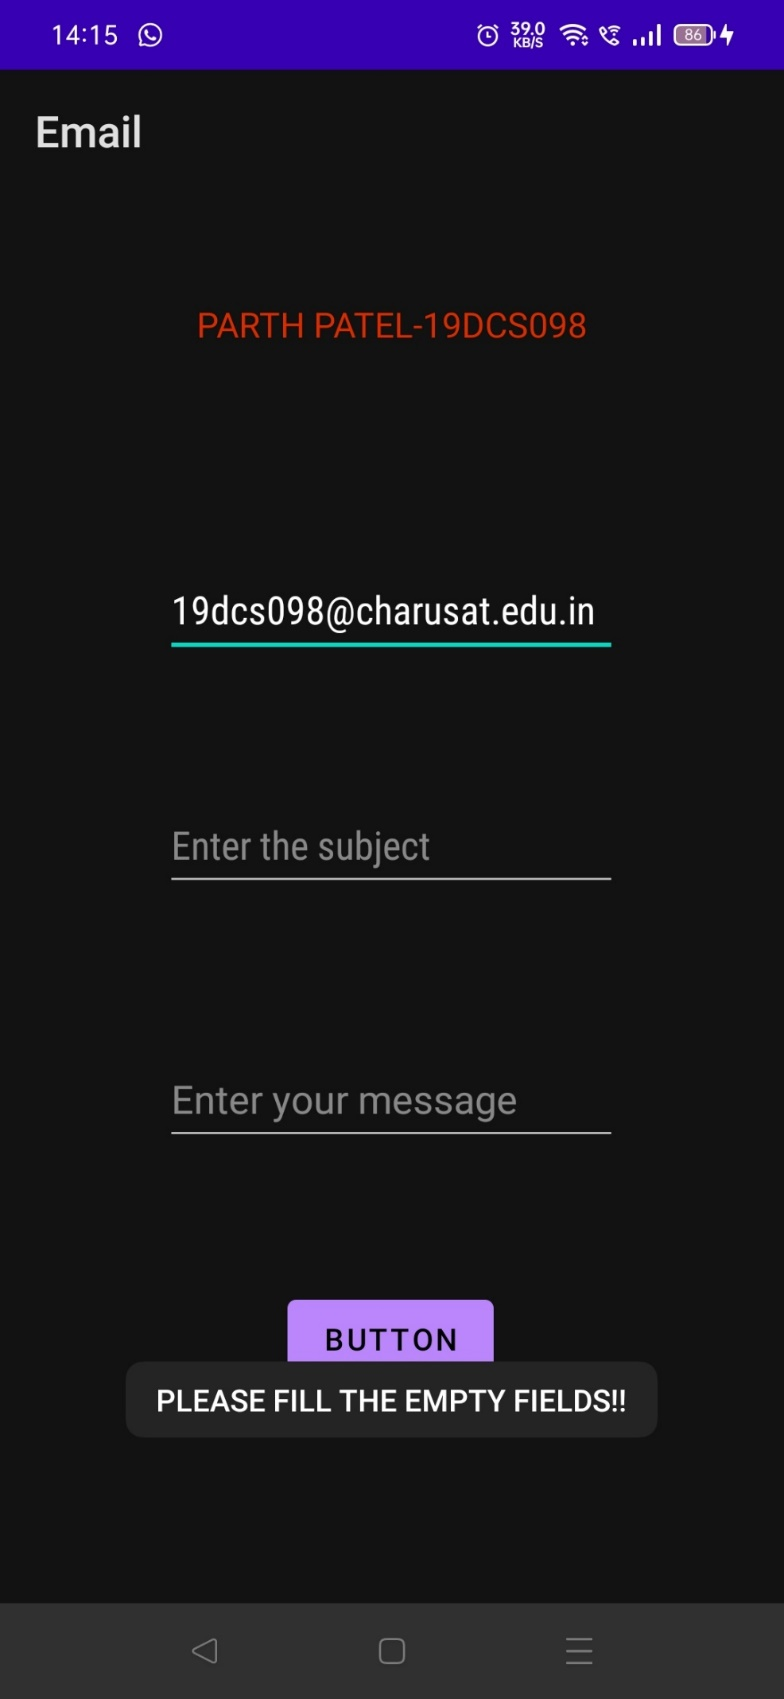 14:15
39.0
KB/S
86
Email
PARTH PATEL-19DCS098
19dcs098@charusat.edu.in
Enter the subject
Enter your message
BUTTON
PLEASE FILL THE EMPTY FIELDS!!